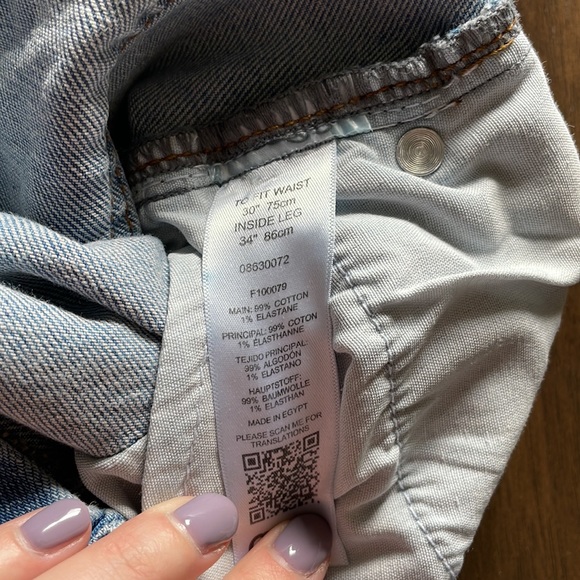 TO FIT WAIST
30" 75cm
INSIDE LEG
34" 86cm
08630072
F100079
MAIN: 99% COTTON
1% ELASTANE
PRINCIPAL: 99% COTON
1% ÉLASTHANNE
TEJIDO PRINCIPAL:
99% ALGODÓN
1% ELASTANO
HAUPTSTOFF:
99% BAUMWOLLE
1% ELASTHAN
MADE IN EGYPT
PLEASE SCAN ME FOR
TRANSLATIONS